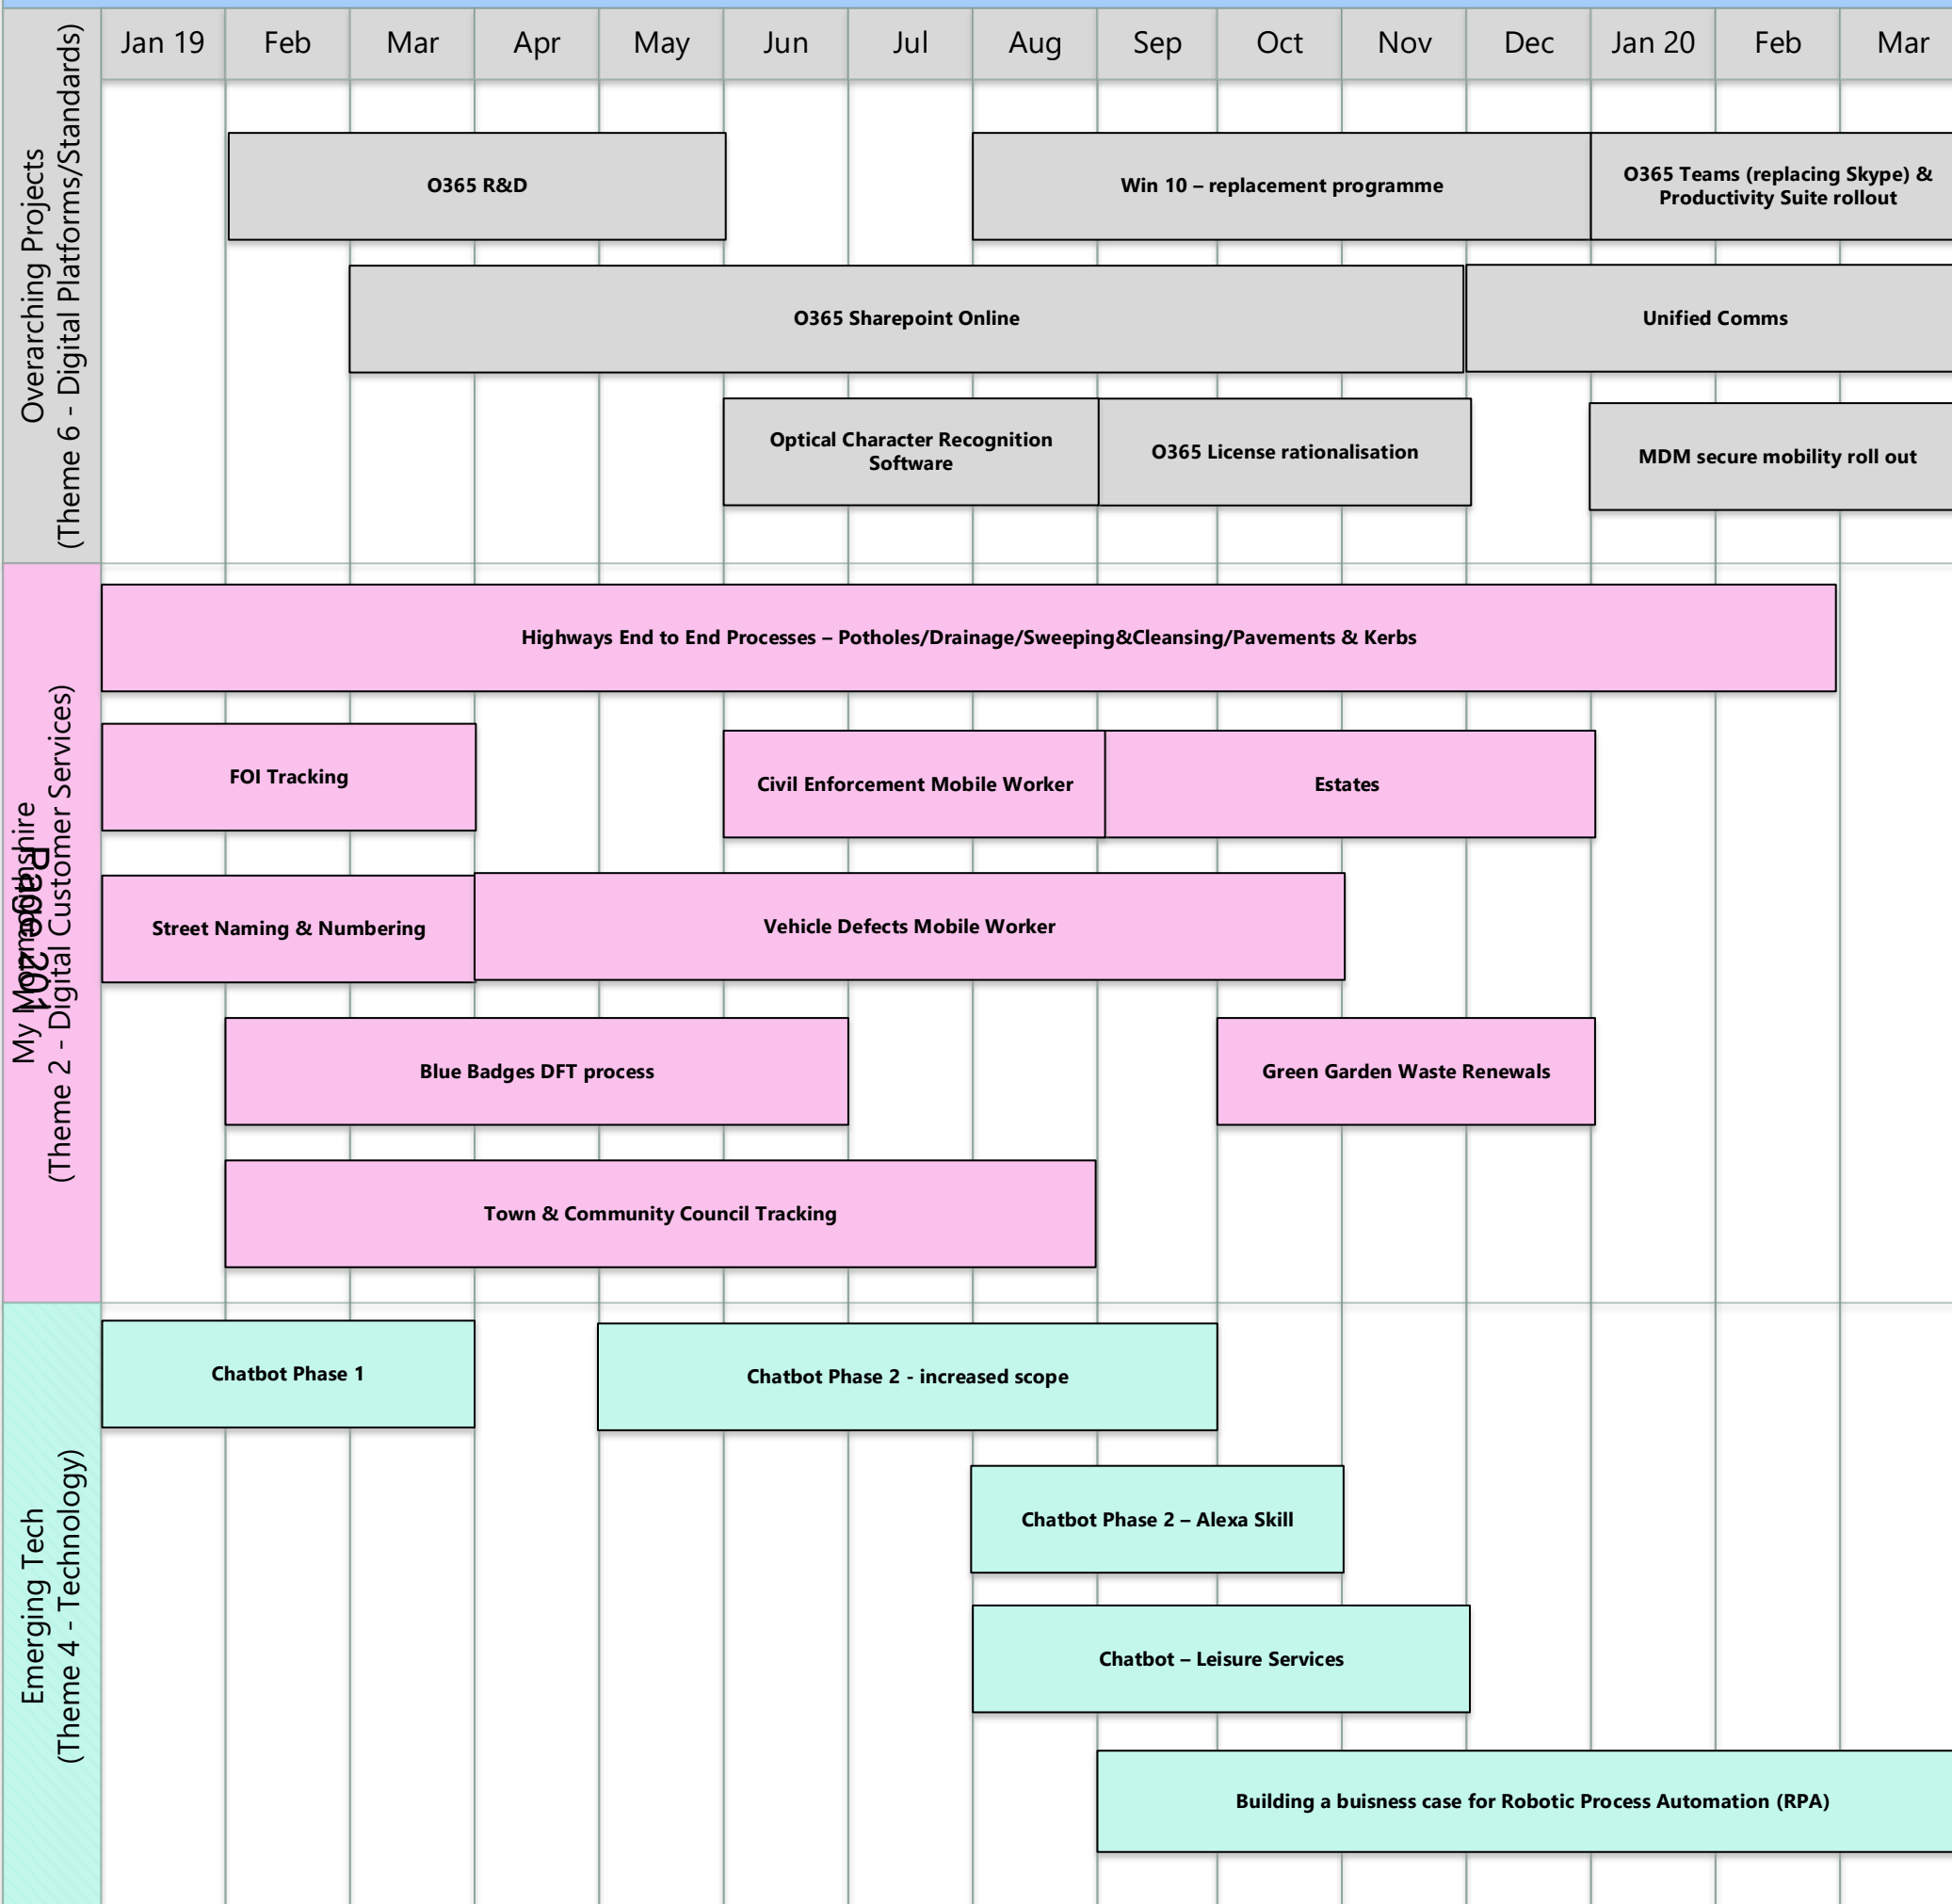 Jan 19 Feb Mar Apr May Jun Jul Aug Sep Oct Nov Dec Jan 20 Feb Mar
Overarching Projects
(Theme 6 - Digital Platforms/Standards)
O365 R&D
Win 10 – replacement programme
O365 Teams (replacing Skype) &
Productivity Suite rollout
O365 Sharepoint Online
Unified Comms
Optical Character Recognition
Software
O365 License rationalisation
MDM secure mobility roll out
My Monmouthshire
(Theme 2 - Digital Customer Services)
Page 201
Highways End to End Processes – Potholes/Drainage/Sweeping&Cleansing/Pavements & Kerbs
FOI Tracking
Civil Enforcement Mobile Worker
Estates
Street Naming & Numbering
Vehicle Defects Mobile Worker
Blue Badges DFT process
Green Garden Waste Renewals
Town & Community Council Tracking
Emerging Tech
(Theme 4 - Technology)
Chatbot Phase 1
Chatbot Phase 2 - increased scope
Chatbot Phase 2 – Alexa Skill
Chatbot – Leisure Services
Building a buisness case for Robotic Process Automation (RPA)